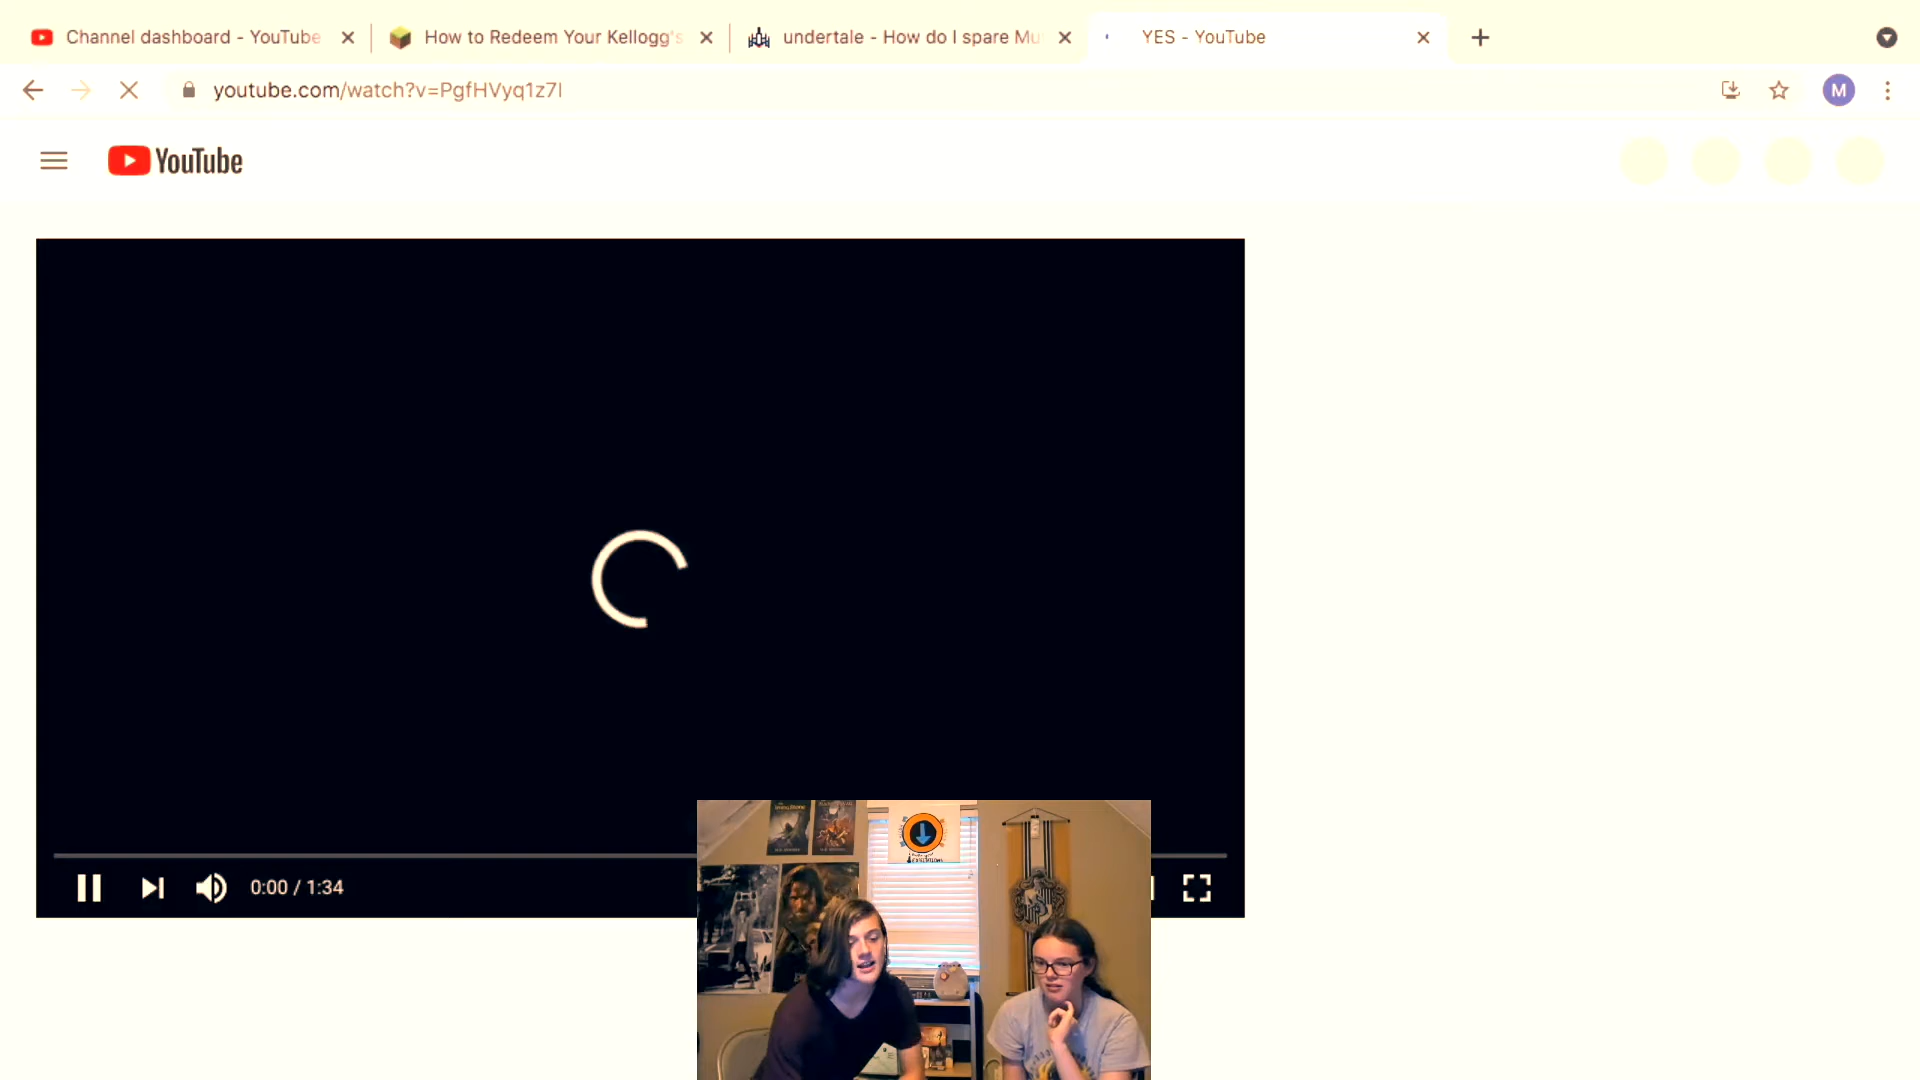 Channel dashboard - YouTube
How to Redeem Your Kellogg's
undertale - How do I spare Mu
YES - YouTube
youtube.com/watch?v=PgfHVyq1z7I
M
YouTube
0:00 / 1:34